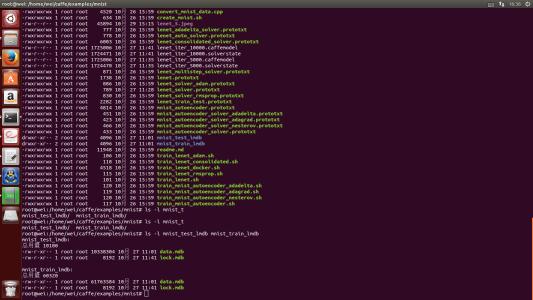 root@wei: /home/wei/caffe/examples/mnist
16:36
-rwxrwxrwx 1 root root 4520 10月 26 15:59 convert_mnist_data.cpp
-rwxrwxrwx 1 root root 634 10月 26 15:59 create_mnist.sh
-rw-r--r-- 1 root root 45894 10月 26 15:15 lenet_3.jpeg
-rwxrwxrwx 1 root root 777 10月 26 15:59 lenet_adadelta_solver.prototxt
-rwxrwxrwx 1 root root 778 10月 26 15:59 lenet_auto_solver.prototxt
-rwxrwxrwx 1 root root 6003 10月 26 15:59 lenet_consolidated_solver.prototxt
-rw-r--r-- 1 root root 1725006 10月 27 11:41 lenet_iter_10000.caffemodel
-rw-r--r-- 1 root root 1724471 10月 27 11:41 lenet_iter_10000.solverstate
-rw-r--r-- 1 root root 1725006 10月 27 11:31 lenet_iter_5000.caffemodel
-rw-r--r-- 1 root root 1724470 10月 27 11:31 lenet_iter_5000.solverstate
-rwxrwxrwx 1 root root 871 10月 26 15:59 lenet_multistep_solver.prototxt
-rwxrwxrwx 1 root root 1738 10月 26 15:59 lenet.prototxt
-rwxrwxrwx 1 root root 886 10月 26 15:59 lenet_solver_adam.prototxt
-rwxrwxrwx 1 root root 789 10月 27 11:28 lenet_solver.prototxt
-rwxrwxrwx 1 root root 830 10月 26 15:59 lenet_solver_rmsprop.prototxt
-rwxrwxrwx 1 root root 2282 10月 26 15:59 lenet_train_test.prototxt
-rwxrwxrwx 1 root root 4814 10月 26 15:59 mnist_autoencoder.prototxt
-rwxrwxrwx 1 root root 451 10月 26 15:59 mnist_autoencoder_solver_adadelta.prototxt
-rwxrwxrwx 1 root root 423 10月 26 15:59 mnist_autoencoder_solver_adagrad.prototxt
-rwxrwxrwx 1 root root 466 10月 26 15:59 mnist_autoencoder_solver_nesterov.prototxt
-rwxrwxrwx 1 root root 433 10月 26 15:59 mnist_autoencoder_solver.prototxt
drwxr-xr-- 2 root root 4096 10月 27 11:01 mnist_test_lmdb
drwxr-xr-- 2 root root 4096 10月 27 11:41 mnist_train_lmdb
-rwxrwxrwx 1 root root 11948 10月 26 15:59 readme.md
-rwxrwxrwx 1 root root 106 10月 26 15:59 train_lenet_adam.sh
-rwxrwxrwx 1 root root 118 10月 26 15:59 train_lenet_consolidated.sh
-rwxrwxrwx 1 root root 4518 10月 26 15:59 train_lenet_docker.sh
-rwxrwxrwx 1 root root 115 10月 26 15:59 train_lenet_rmsprop.sh
-rwxrwxrwx 1 root root 101 10月 26 15:59 train_lenet.sh
-rwxrwxrwx 1 root root 120 10月 26 15:59 train_mnist_autoencoder_adadelta.sh
-rwxrwxrwx 1 root root 119 10月 26 15:59 train_mnist_autoencoder_adagrad.sh
-rwxrwxrwx 1 root root 120 10月 26 15:59 train_mnist_autoencoder_nesterov.sh
-rwxrwxrwx 1 root root 117 10月 26 15:59 train_mnist_autoencoder.sh
root@wei:/home/wei/caffe/examples/mnist# ls -l mnist_t
mnist_test_lmdb/ mnist_train_lmdb/
root@wei:/home/wei/caffe/examples/mnist# ls -l mnist_t
mnist_test_lmdb/ mnist_train_lmdb/
root@wei:/home/wei/caffe/examples/mnist# ls -l mnist_test_lmdb mnist_train_lmdb
mnist_test_lmdb:
总用量 10100
-rw-r--r-- 1 root root 10338304 10月 27 11:01 data.mdb
-rw-r--r-- 1 root root 8192 10月 27 11:41 lock.mdb
mnist_train_lmdb:
总用量 60320
-rw-r--r-- 1 root root 61763584 10月 27 11:01 data.mdb
-rw-r--r-- 1 root root 8192 10月 27 11:41 lock.mdb
root@wei:/home/wei/caffe/examples/mnist#